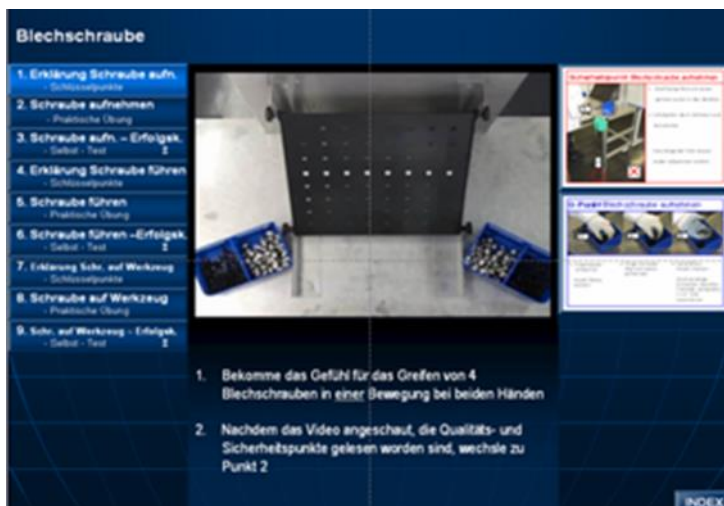 Blechschraube
1. Erklärung Schraube aufn.
- Schlüsselpunkte
2. Schraube aufnehmen
- Praktische Übung
3. Schraube aufn. – Erfolgsk.
- Selbst - Test
4. Erklärung Schraube führen
- Schlüsselpunkte
5. Schraube führen
- Praktische Übung
6. Schraube führen –Erfolgsk.
- Selbst - Test
7. Erklärung Schr. auf Werkzeug
- Schlüsselpunkte
8. Schraube auf Werkzeug
- Praktische Übung
9. Schr. auf Werkzeug - Erfolgsk.
- Selbst - Test
Blechschraube aufnehmen
Blechschraube aufnehmen
1. Bekomme das Gefühl für das Greifen von 4
Blechschrauben in einer Bewegung bei beiden Händen
2. Nachdem das Video angeschaut, die Qualitäts- und
Sicherheitspunkte gelesen worden sind, wechsle zu
Punkt 2
INDEX